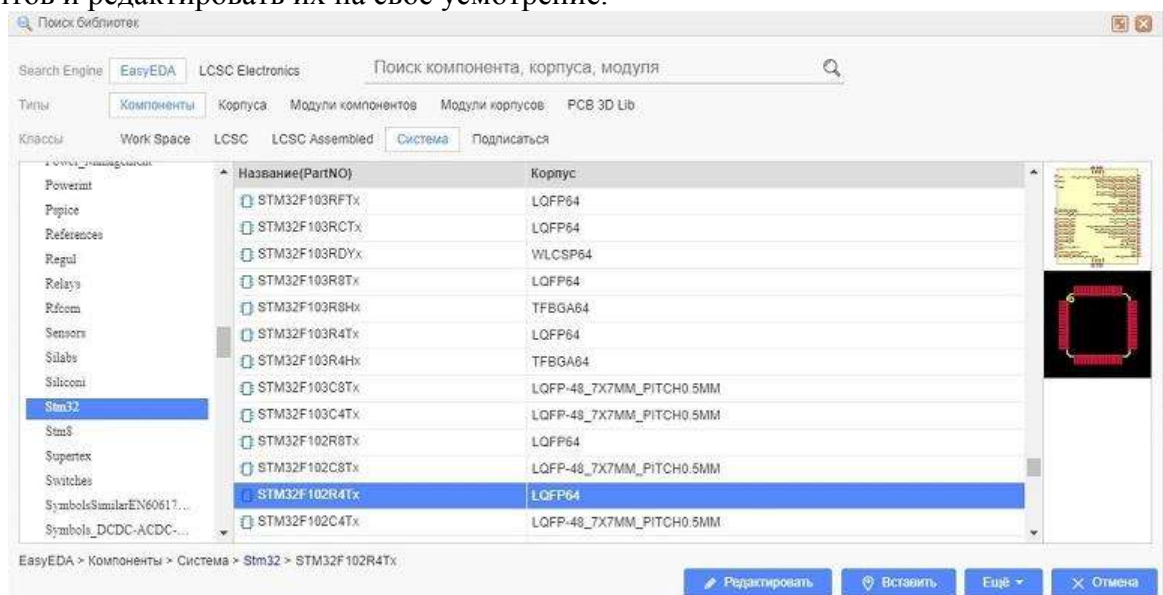 нтов и редактировать их на свое усмотрение.
Поиск библиотек
Search Engine EasyEDA LCSC Electronics Поиск компонента, корпуса, модуля
Типы Компоненты Корпуса Модули компонентов Модули корпусов PCB 3D Lib
Классы Work Space LCSC LCSC Assembled Система Подписаться
Power_Management
Powerint
Pspice
References
Regul
Relays
Rfcom
Sensors
Silabs
Siliconi
Stm32
Stm8
Supertex
Switches
SymbolsSimilarEN60617...
Symbols_DCDC-ACDC-...
Название(PartNO) Корпус
STM32F103RFTx LQFP64
STM32F103RCTx LQFP64
STM32F103RDYx WLCSP64
STM32F103R8Tx LQFP64
STM32F103R8Hx TFBGA64
STM32F103R4Tx LQFP64
STM32F103R4Hx TFBGA64
STM32F103C8Tx LQFP-48_7X7MM_PITCH0.5MM
STM32F103C4Tx LQFP-48_7X7MM_PITCH0.5MM
STM32F102R8Tx LQFP64
STM32F102C8Tx LQFP-48_7X7MM_PITCH0.5MM
STM32F102R4Tx LQFP64
STM32F102C4Tx LQFP-48_7X7MM_PITCH0.5MM
EasyEDA > Компоненты > Система > Stm32 > STM32F102R4Tx
Редактировать Вставить Ещё Отмена